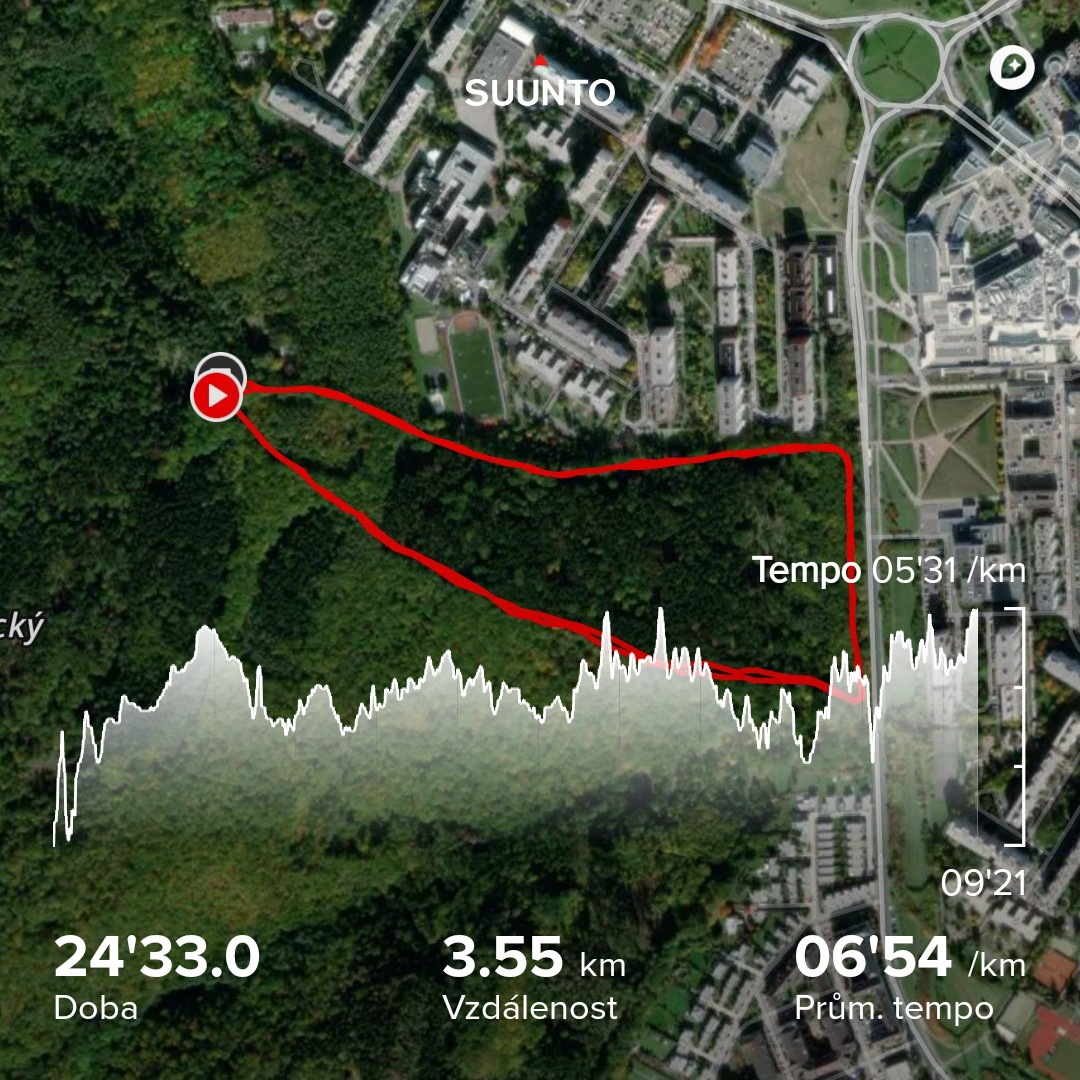 SUUNTO
Tempo 05'31 /km
cký
09'21
24'33.0 3.55 km 06'54 /km
Doba Vzdálenost Prům. tempo